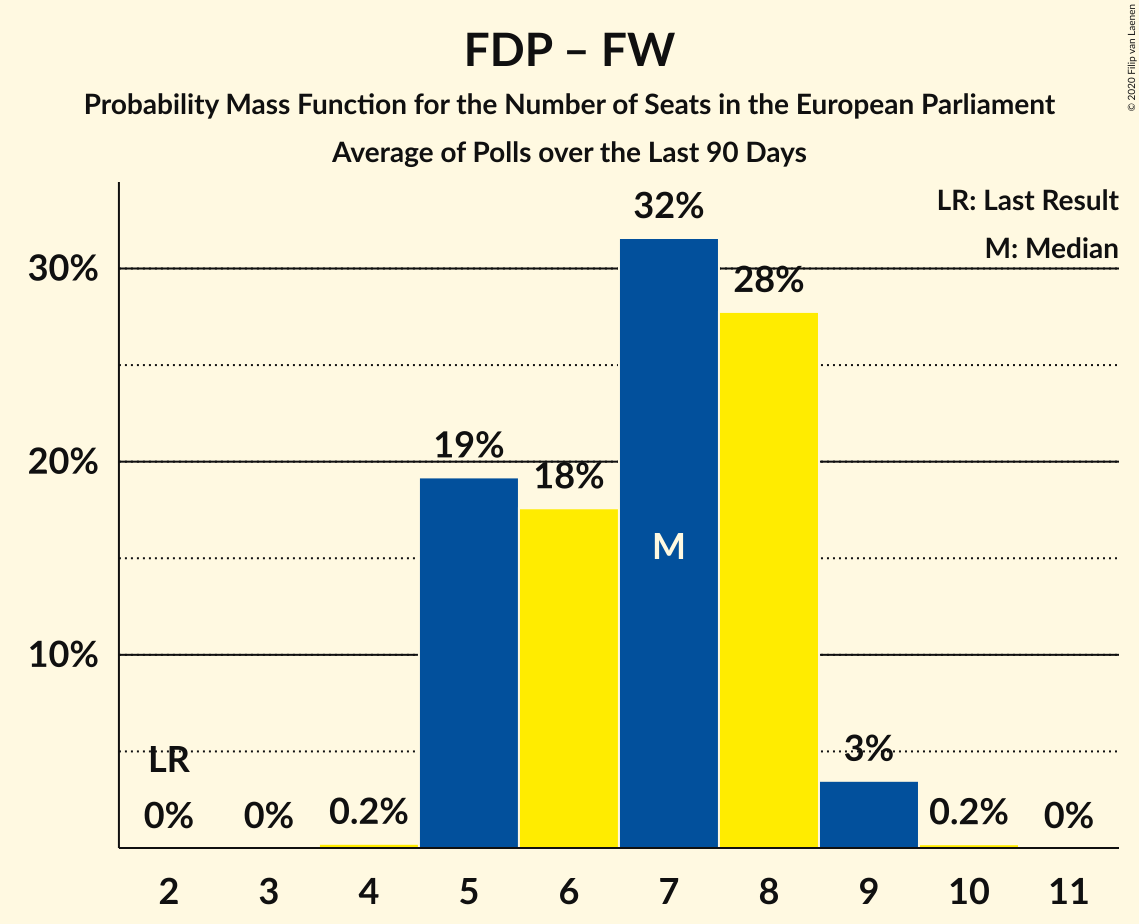 FDP – FW
Probability Mass Function for the Number of Seats in the European Parliament
Average of Polls over the Last 90 Days
© 2020 Filip van Laenen
LR: Last Result
M: Median
32%
30%
28%
20%
19%
18%
M
10%
LR
3%
0%
0%
0.2%
0.2%
0%
2 3 4 5 6 7 8 9 10 11